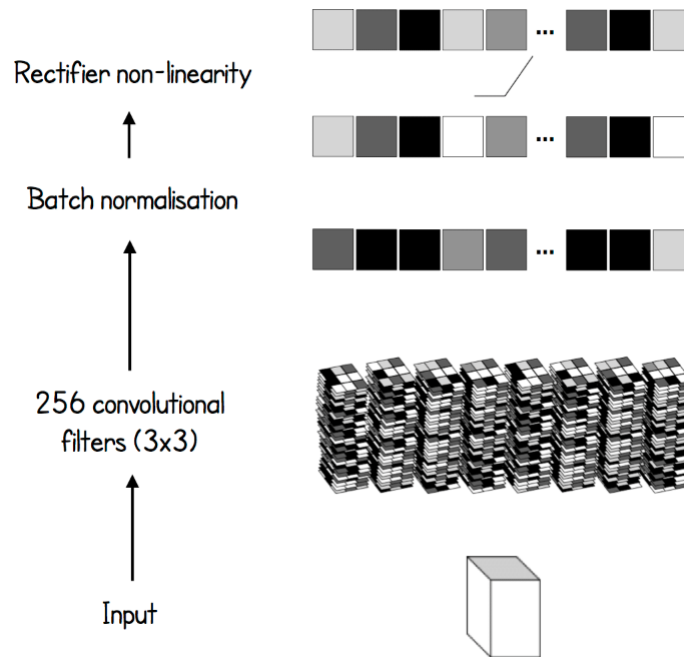 Rectifier non-linearity
...
Batch normalisation
...
...
256 convolutional
filters (3x3)
Input